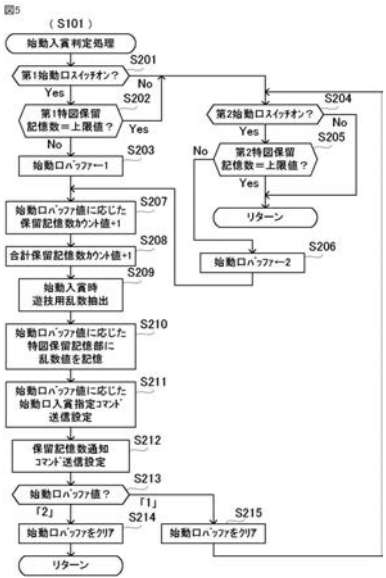 図5
(S101)
始動入賞判定処理
S201
第1始動口スイッチオン?
No
Yes
S202
第1特図保留
記憶数=上限値?
Yes
No
S203
始動口バッファ←1
S204
第2始動口スイッチオン?
No
Yes
S205
No
第2特図保留
記憶数=上限値?
Yes
リターン
S206
始動口バッファ←2
S207
始動口バッファ値に応じた
保留記憶数カウント値+1
S208
合計保留記憶数カウント値+1
S209
始動入賞時
遊技用乱数抽出
S210
始動口バッファ値に応じた
特図保留記憶部に
乱数値を記憶
S211
始動口バッファ値に応じた
始動口入賞指定コマンド
送信設定
S212
保留記憶数通知
コマンド送信設定
S213
始動口バッファ値?
「2」
「1」
S214
始動口バッファをクリア
S215
始動口バッファをクリア
リターン